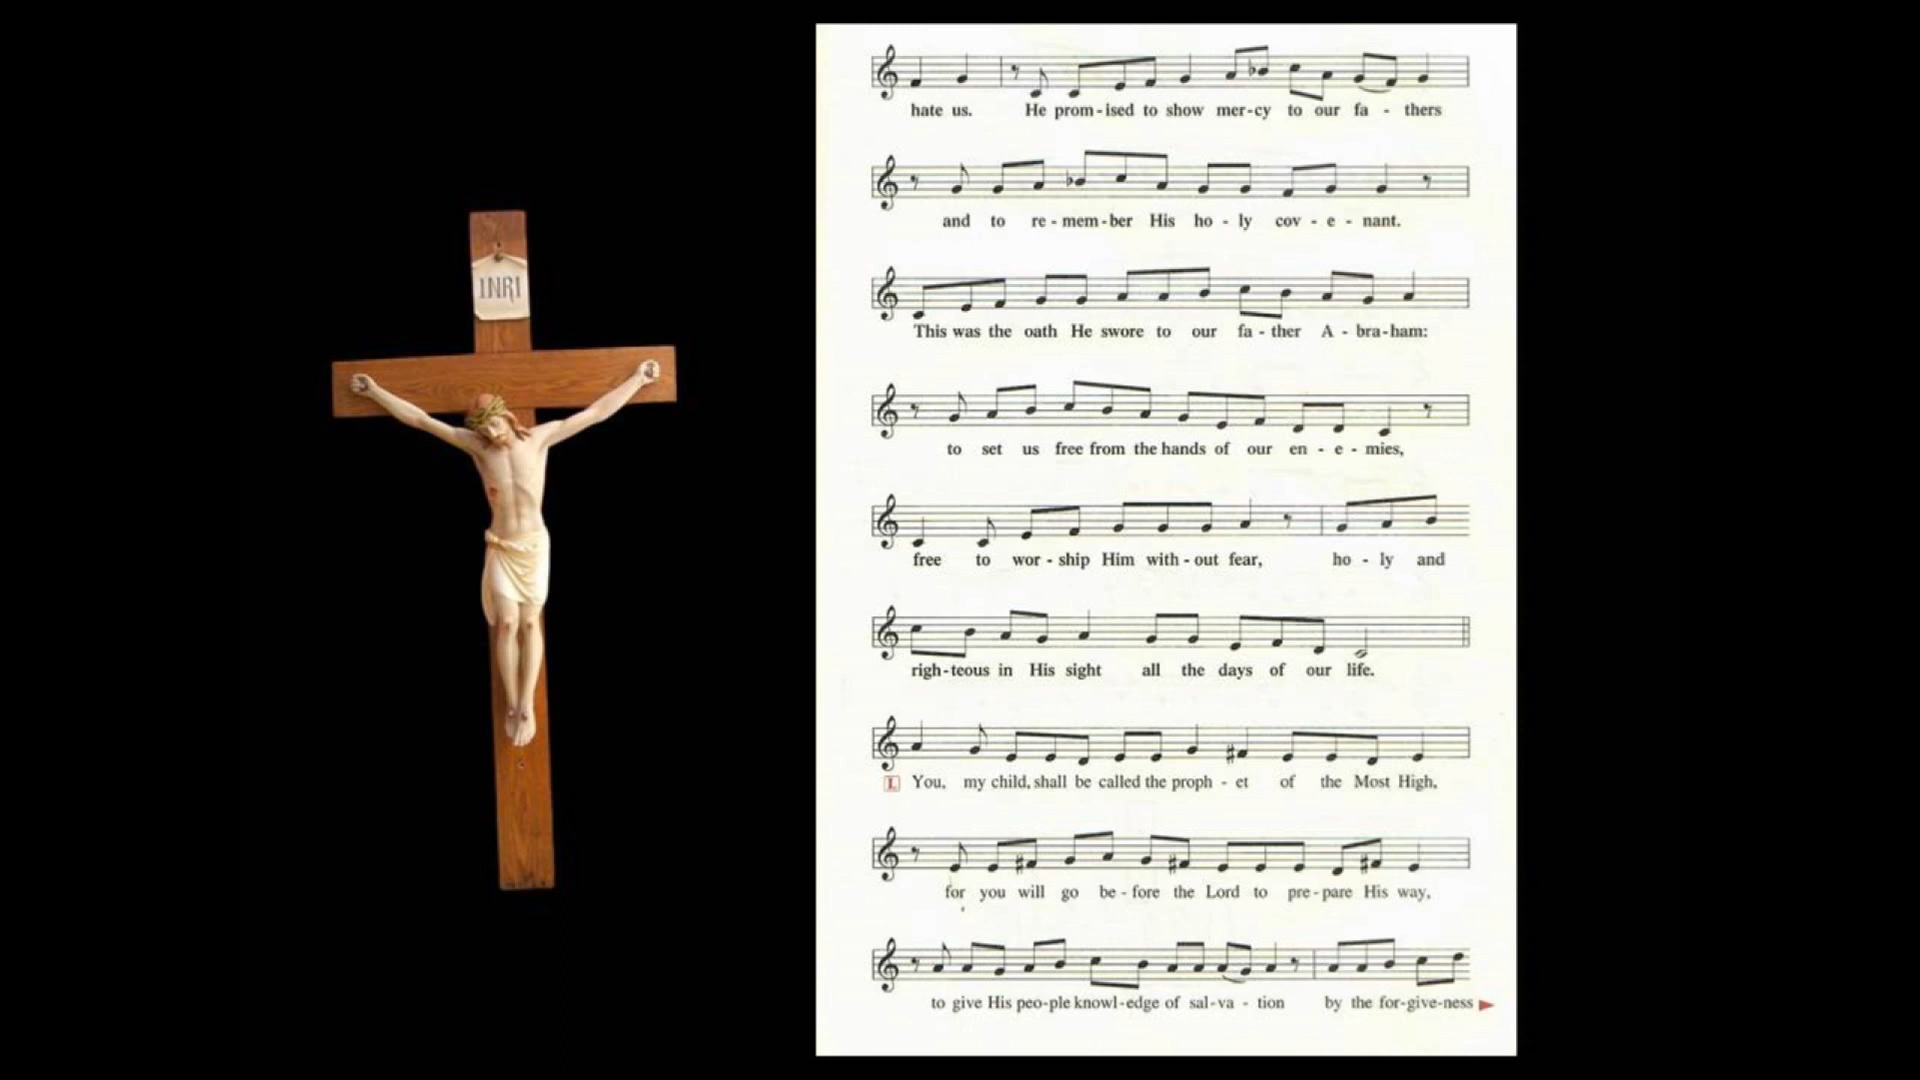 INRI
hate us. He prom-ised to show mer-cy to our fa - thers
and to re - mem - ber His ho - ly cov - e - nant.
This was the oath He swore to our fa - ther A - bra-ham:
to set us free from the hands of our en - e - mies,
free to wor - ship Him with - out fear, ho - ly and
righ-teous in His sight all the days of our life.
L You, my child, shall be called the proph - et of the Most High,
for you will go be - fore the Lord to pre - pare His way,
to give His peo-ple knowl-edge of sal-va - tion by the for-give-ness